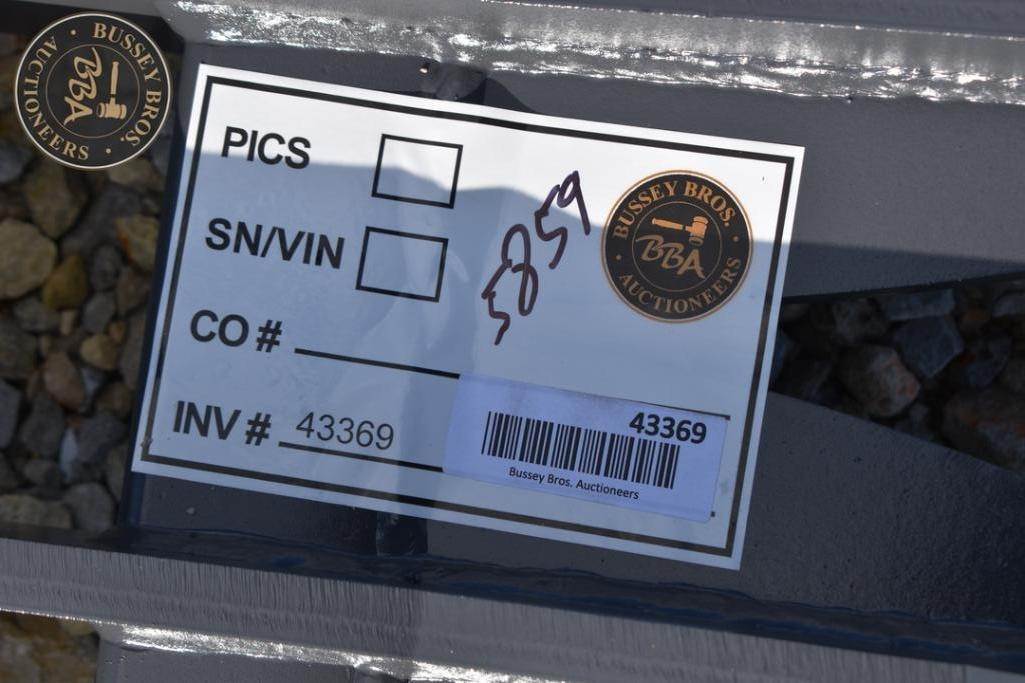 BUSSEY BROS.
BBA
AUCTIONEERS
PICS
SN/VIN
5859
BUSSEY BROS.
BBA
AUCTIONEERS
CO #
INV # 43369
43369
Bussey Bros. Auctioneers